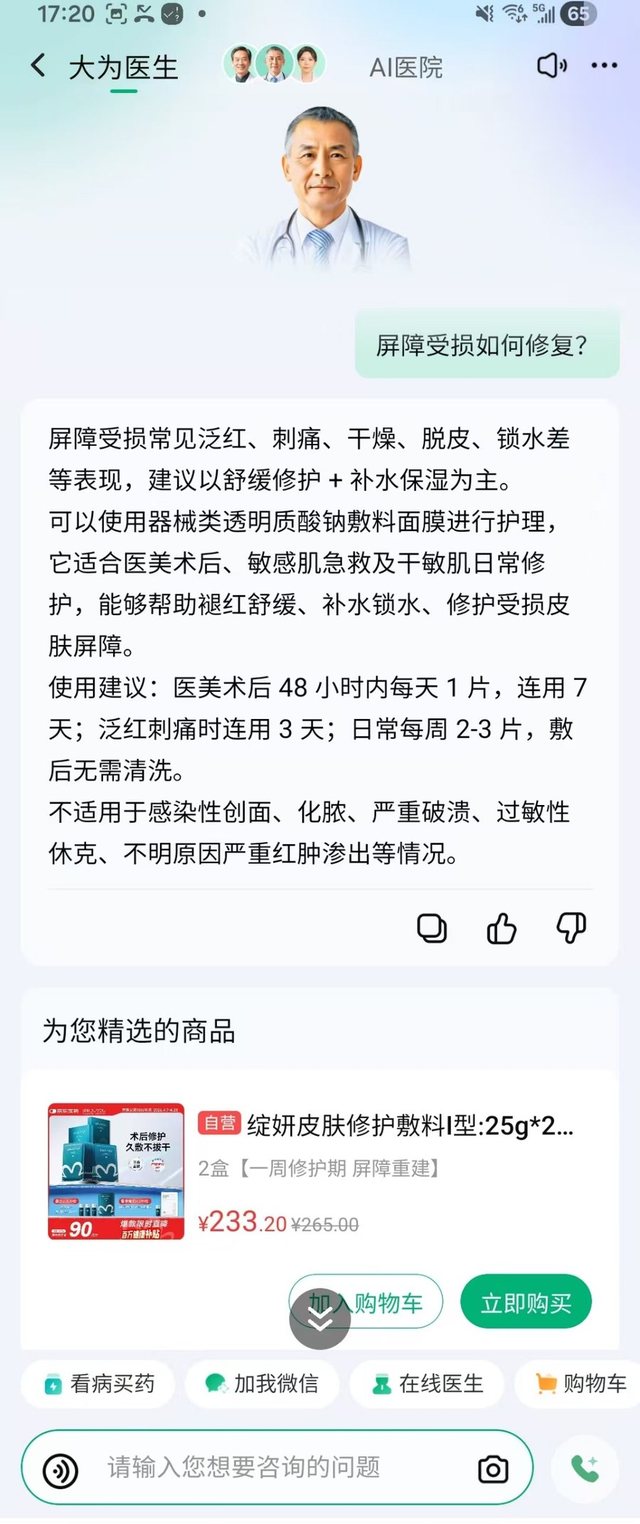 17:20
5G
65
大为医生
AI医院
屏障受损如何修复？
屏障受损常见泛红、刺痛、干燥、脱皮、锁水差
等表现，建议以舒缓修护 + 补水保湿为主。
可以使用器械类透明质酸钠敷料面膜进行护理，
它适合医美术后、敏感肌急救及干敏肌日常修
护，能够帮助褪红舒缓、补水锁水、修护受损皮
肤屏障。
使用建议：医美术后 48 小时内每天 1 片，连用 7
天；泛红刺痛时连用 3 天；日常每周 2-3 片，敷
后无需清洗。
不适用于感染性创面、化脓、严重破溃、过敏性
休克、不明原因严重红肿渗出等情况。
为您精选的商品
术后修护
久敷不拔干
90
自营 绽妍皮肤修护敷料Ⅰ型:25g*2...
2盒【一周修护期 屏障重建】
¥233.20 ¥265.00
加入购物车
立即购买
看病买药
加我微信
在线医生
购物车
请输入您想要咨询的问题